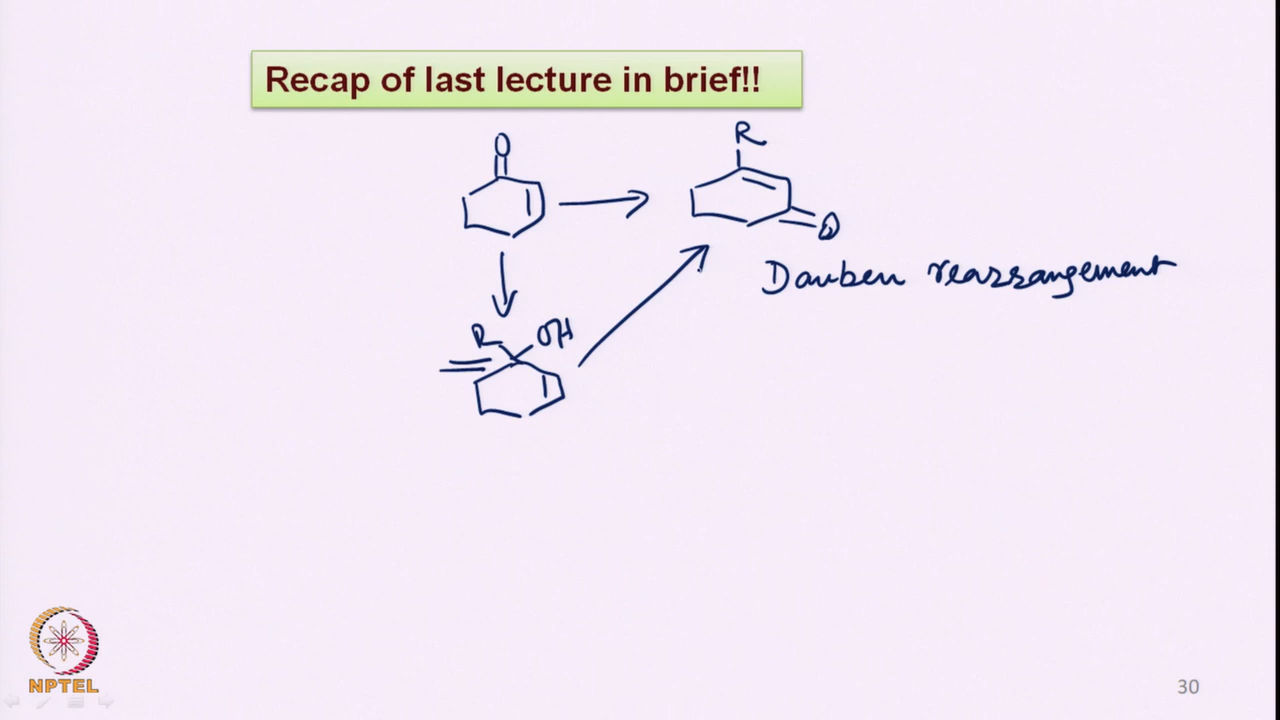 Recap of last lecture in brief!!
O
R
O
Dauben rearrangement
R OH
NPTEL
30